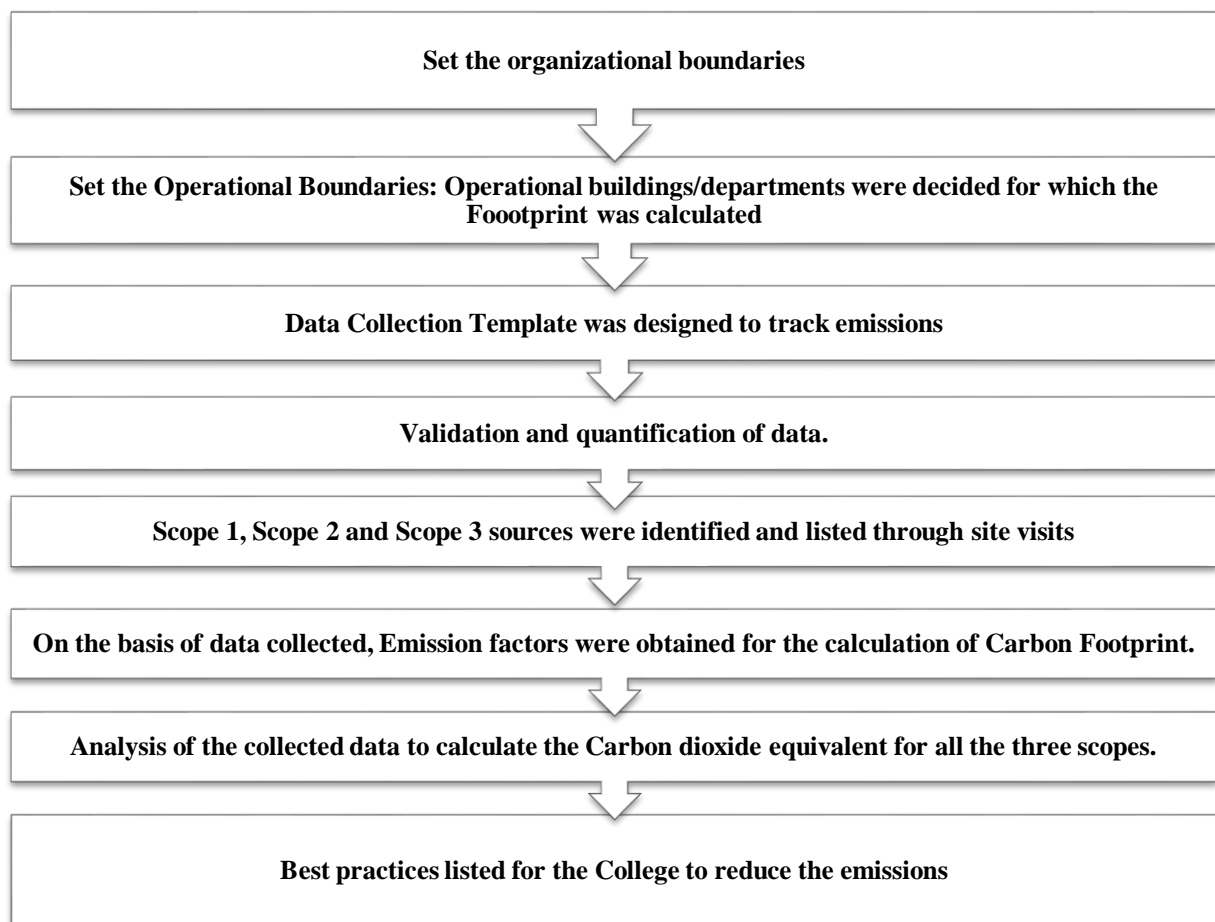 Set the organizational boundaries
Set the Operational Boundaries: Operational buildings/departments were decided for which the
Foootprint was calculated
Data Collection Template was designed to track emissions
Validation and quantification of data.
Scope 1, Scope 2 and Scope 3 sources were identified and listed through site visits
On the basis of data collected, Emission factors were obtained for the calculation of Carbon Footprint.
Analysis of the collected data to calculate the Carbon dioxide equivalent for all the three scopes.
Best practices listed for the College to reduce the emissions